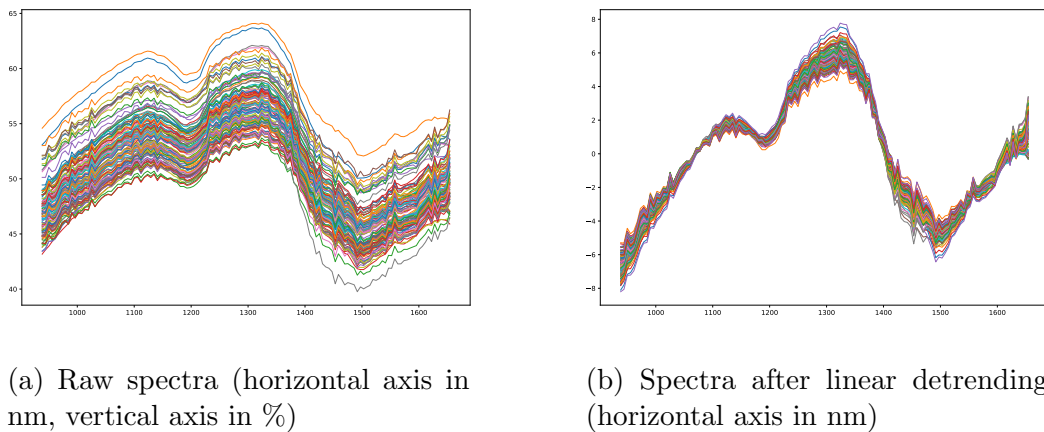 65
60
55
50
45
40
1000 1100 1200 1300 1400 1500 1600
8
6
4
2
0
−2
−4
−6
−8
1000 1100 1200 1300 1400 1500 1600
(a) Raw spectra (horizontal axis in
nm, vertical axis in %)
(b) Spectra after linear detrending
(horizontal axis in nm)